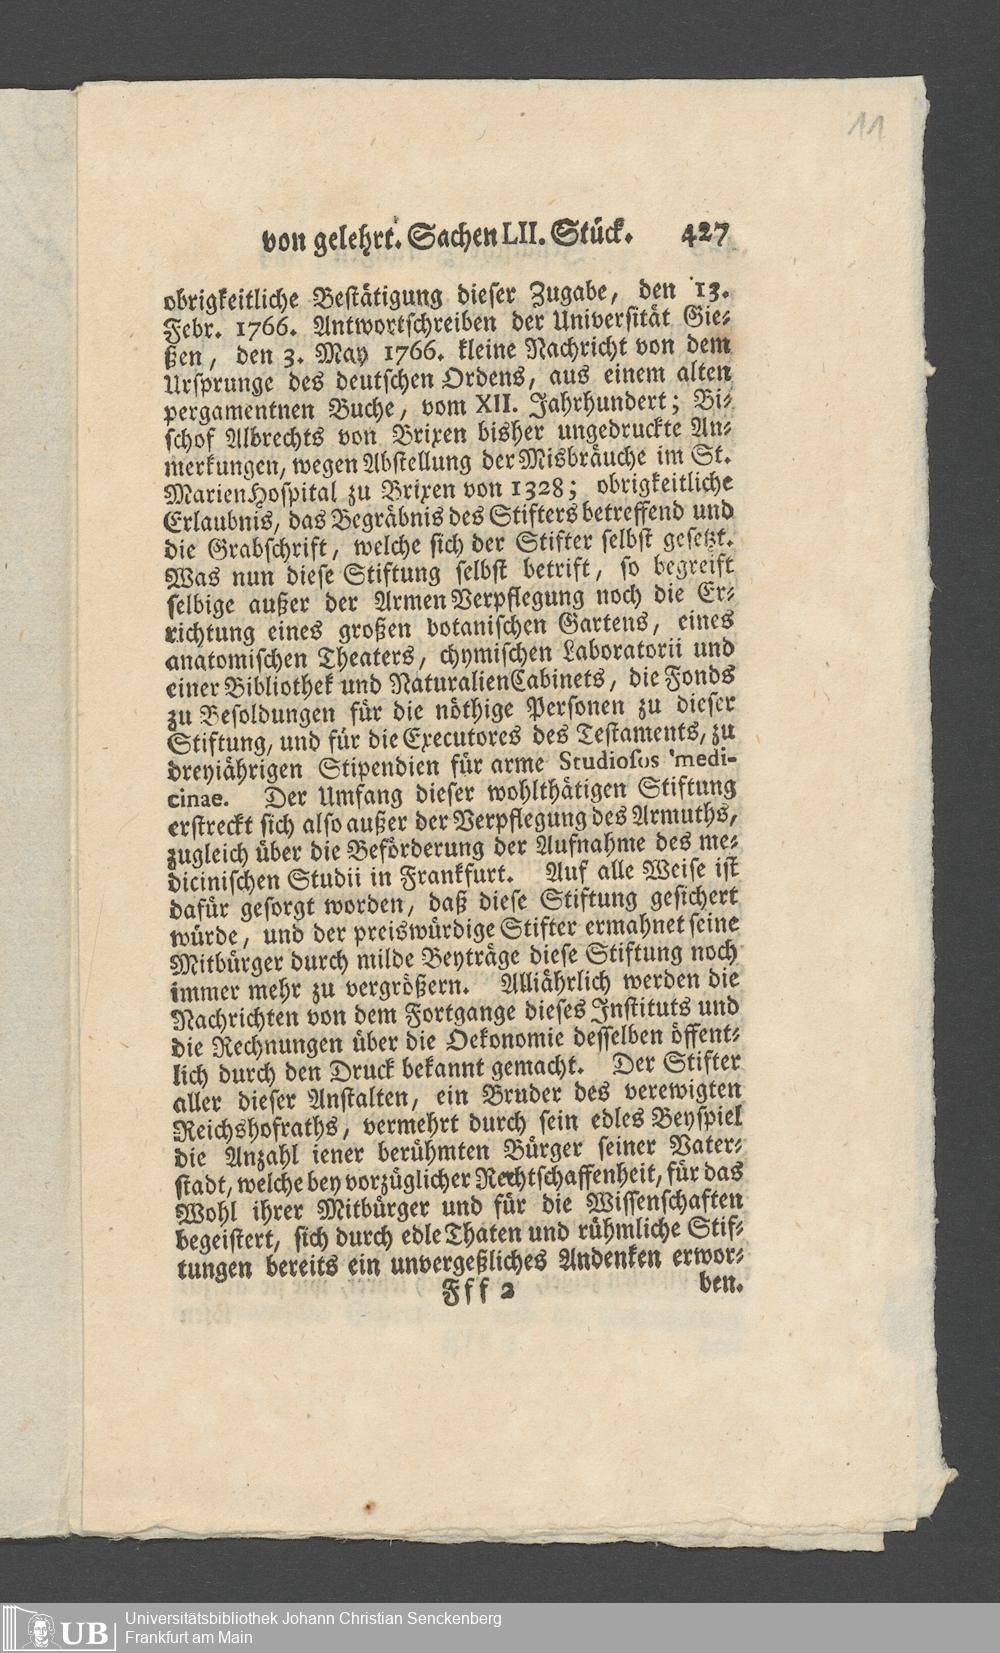 11
von gelehrt. Sachen LII. Stück. 427
obrigkeitliche Bestätigung dieser Zugabe, den 13.
Febr. 1766. Antwortschreiben der Universität Gie-
ßen, den 3. May 1766. kleine Nachricht von dem
Ursprunge des deutschen Ordens, aus einem alten
pergamentnen Buche, vom XII. Jahrhundert; Bi-
schof Albrechts von Brixen bisher ungedruckte An-
merkungen, wegen Abstellung der Misbräuche im St.
MarienHospital zu Brixen von 1328; obrigkeitliche
Erlaubnis, das Begräbnis des Stifters betreffend und
die Grabschrift, welche sich der Stifter selbst gesetzt.
Was nun diese Stiftung selbst betrift, so begreift
selbige außer der ArmenVerpflegung noch die Er-
richtung eines großen botanischen Gartens, eines
anatomischen Theaters, chymischen Laboratorii und
einer Bibliothek und NaturalienCabinets, die Fonds
zu Besoldungen für die nöthige Personen zu dieser
Stiftung, und für die Executores des Testaments, zu
dreyiährigen Stipendien für arme Studiosos medi-
cinae. Der Umfang dieser wohlthätigen Stiftung
erstreckt sich also außer der Verpflegung des Armuths,
zugleich über die Beförderung der Aufnahme des me-
dicinischen Studii in Frankfurt. Auf alle Weise ist
dafür gesorgt worden, daß diese Stiftung gesichert
würde, und der preiswürdige Stifter ermahnet seine
Mitbürger durch milde Beyträge diese Stiftung noch
immer mehr zu vergrößern. Alliährlich werden die
Nachrichten von dem Fortgange dieses Instituts und
die Rechnungen über die Oekonomie desselben öffent-
lich durch den Druck bekannt gemacht. Der Stifter
aller dieser Anstalten, ein Bruder des verewigten
Reichshofraths, vermehrt durch sein edles Beyspiel
die Anzahl iener berühmten Bürger seiner Vater-
stadt, welche bey vorzüglicher Rechtschaffenheit, für das
Wohl ihrer Mitbürger und für die Wissenschaften
begeistert, sich durch edle Thaten und rühmliche Stif-
tungen bereits ein unvergeßliches Andenken erwor-
Fff 2 ben.
UB
Universitätsbibliothek Johann Christian Senckenberg
Frankfurt am Main